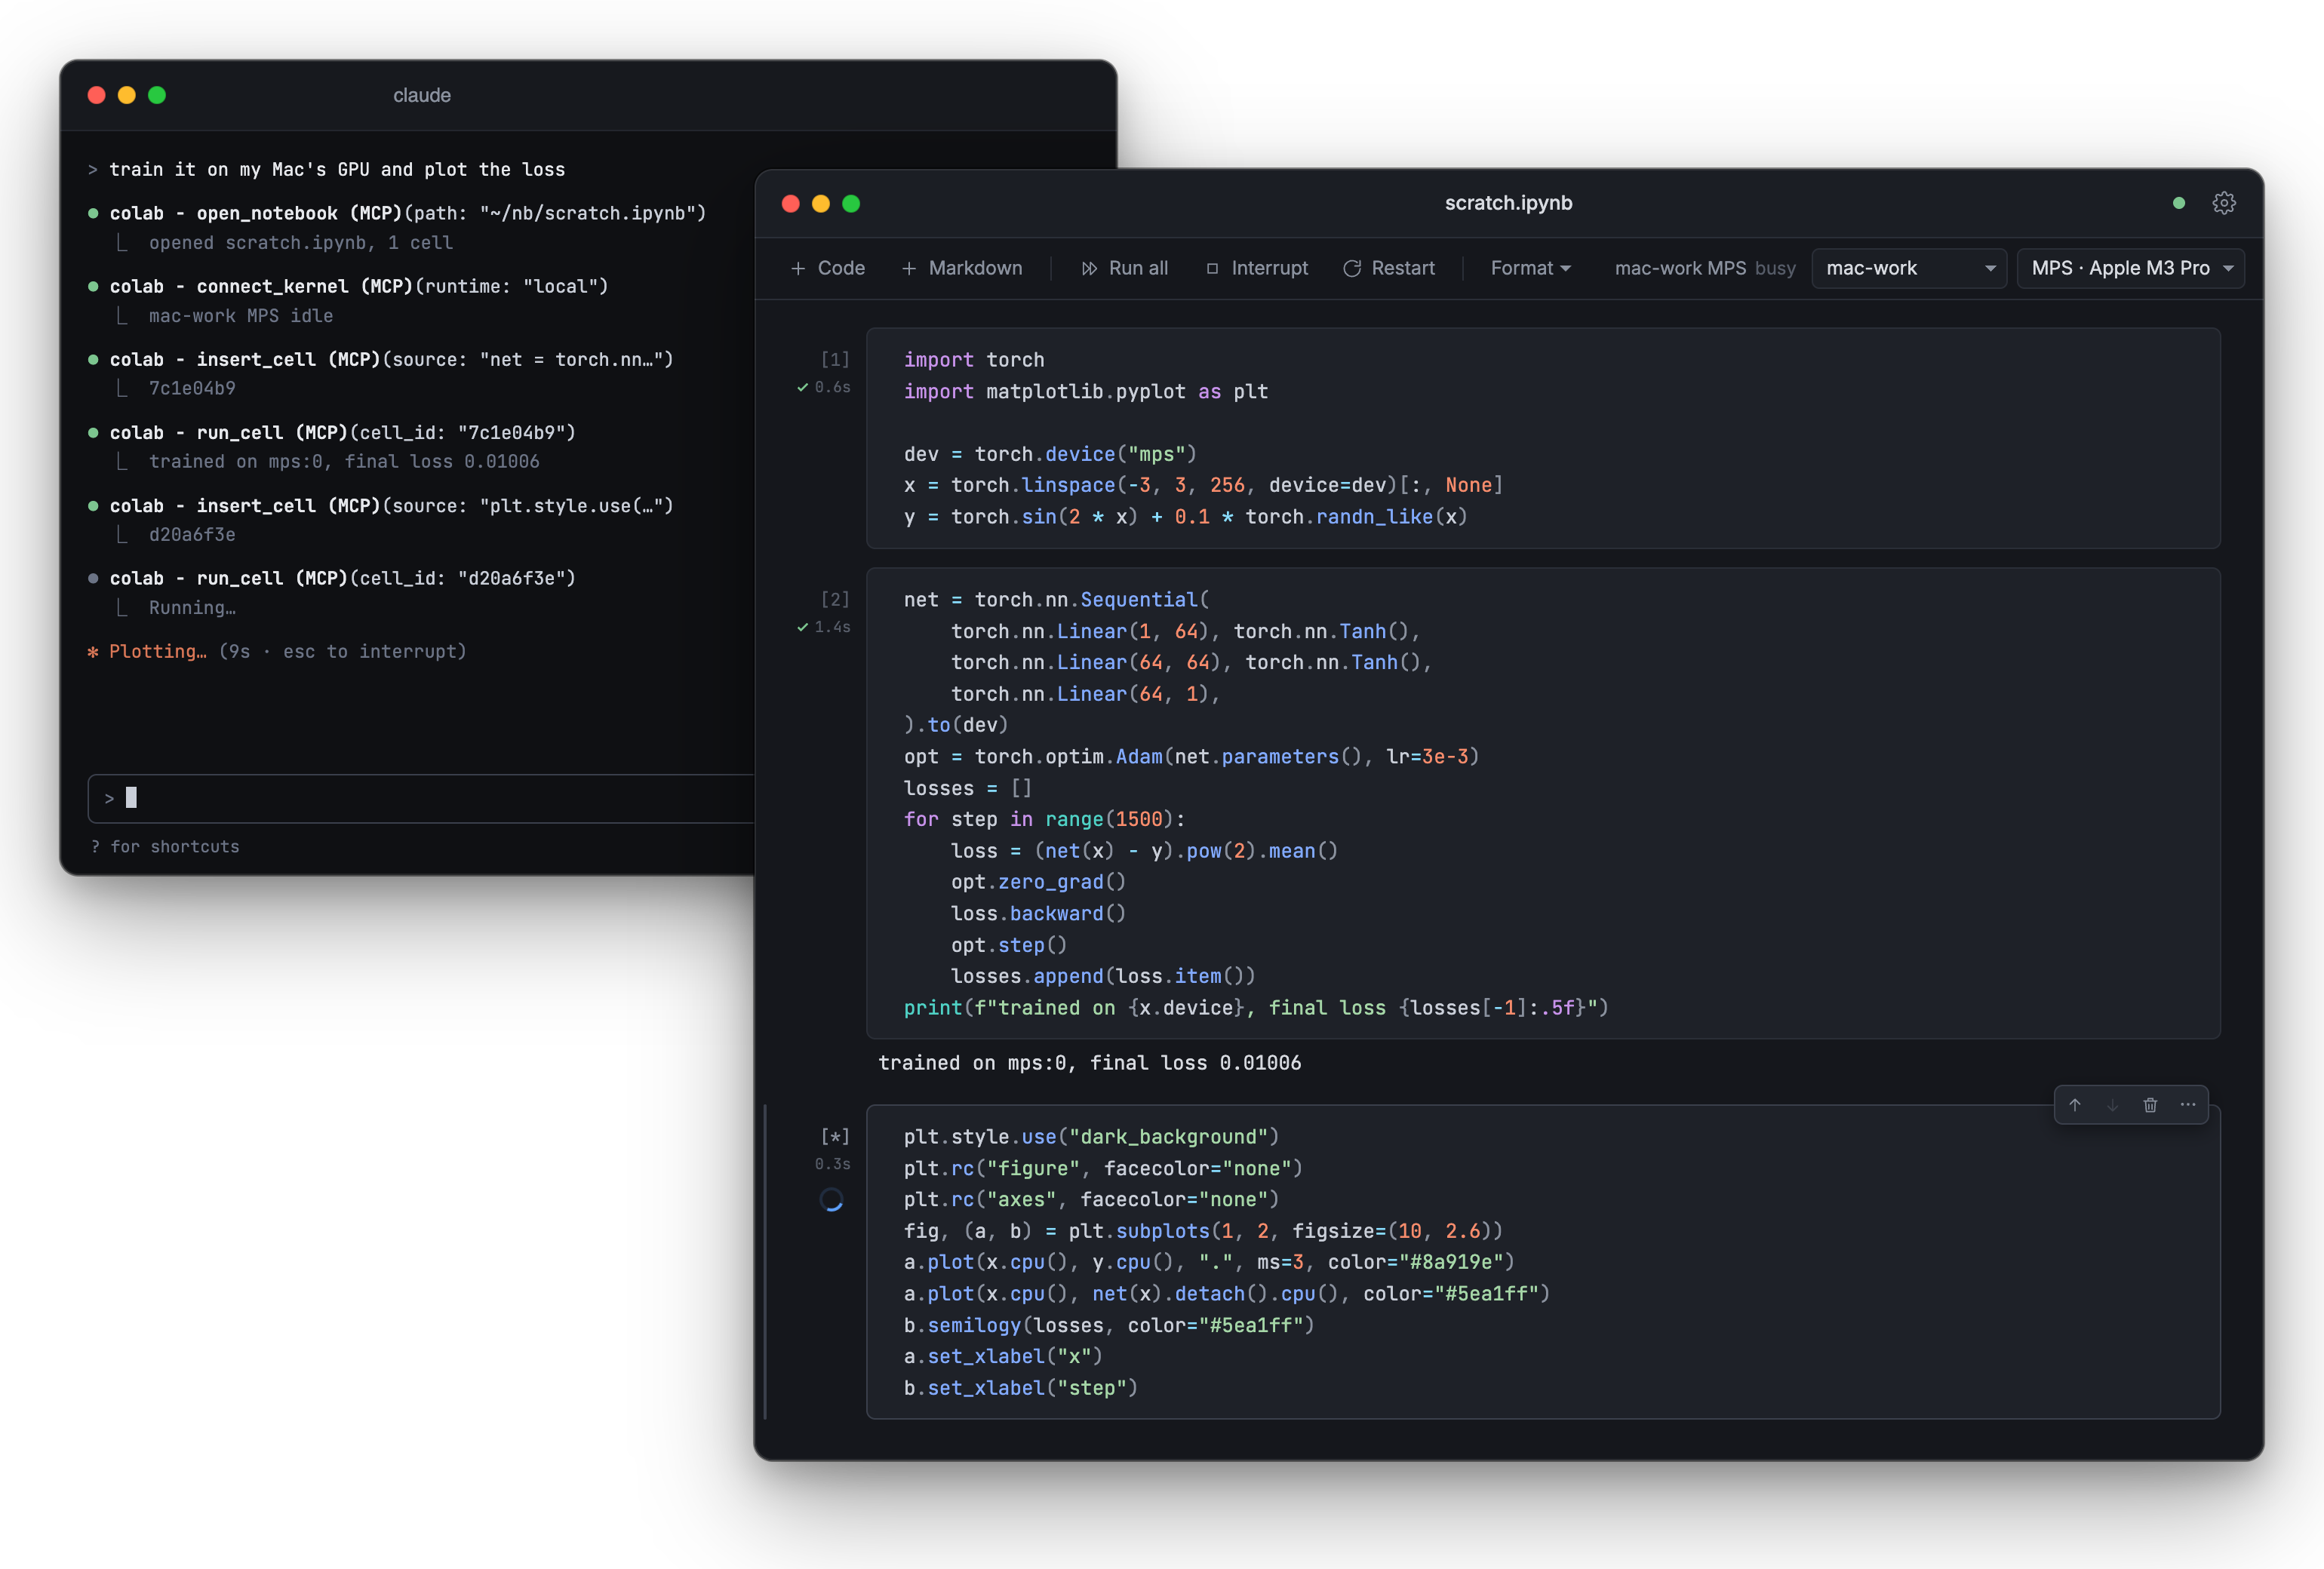 claude
> train it on my Mac's GPU and plot the loss
● colab - open_notebook (MCP)(path: "~/nb/scratch.ipynb")
⎿ opened scratch.ipynb, 1 cell
● colab - connect_kernel (MCP)(runtime: "local")
⎿ mac-work MPS idle
● colab - insert_cell (MCP)(source: "net = torch.nn…")
⎿ 7c1e04b9
● colab - run_cell (MCP)(cell_id: "7c1e04b9")
⎿ trained on mps:0, final loss 0.01006
● colab - insert_cell (MCP)(source: "plt.style.use(…")
⎿ d20a6f3e
● colab - run_cell (MCP)(cell_id: "d20a6f3e")
⎿ Running…
✻ Plotting… (9s · esc to interrupt)
>
? for shortcuts
scratch.ipynb
+ Code + Markdown Run all Interrupt Restart Format mac-work MPS busy mac-work MPS · Apple M3 Pro
[1]
✓ 0.6s
import torch
import matplotlib.pyplot as plt
dev = torch.device("mps")
x = torch.linspace(-3, 3, 256, device=dev)[:, None]
y = torch.sin(2 * x) + 0.1 * torch.randn_like(x)
[2]
✓ 1.4s
net = torch.nn.Sequential(
    torch.nn.Linear(1, 64), torch.nn.Tanh(),
    torch.nn.Linear(64, 64), torch.nn.Tanh(),
    torch.nn.Linear(64, 1),
).to(dev)
opt = torch.optim.Adam(net.parameters(), lr=3e-3)
losses = []
for step in range(1500):
    loss = (net(x) - y).pow(2).mean()
    opt.zero_grad()
    loss.backward()
    opt.step()
    losses.append(loss.item())
print(f"trained on {x.device}, final loss {losses[-1]:.5f}")
trained on mps:0, final loss 0.01006
[*]
0.3s
plt.style.use("dark_background")
plt.rc("figure", facecolor="none")
plt.rc("axes", facecolor="none")
fig, (a, b) = plt.subplots(1, 2, figsize=(10, 2.6))
a.plot(x.cpu(), y.cpu(), ".", ms=3, color="#8a919e")
a.plot(x.cpu(), net(x).detach().cpu(), color="#5ea1ff")
b.semilogy(losses, color="#5ea1ff")
a.set_xlabel("x")
b.set_xlabel("step")